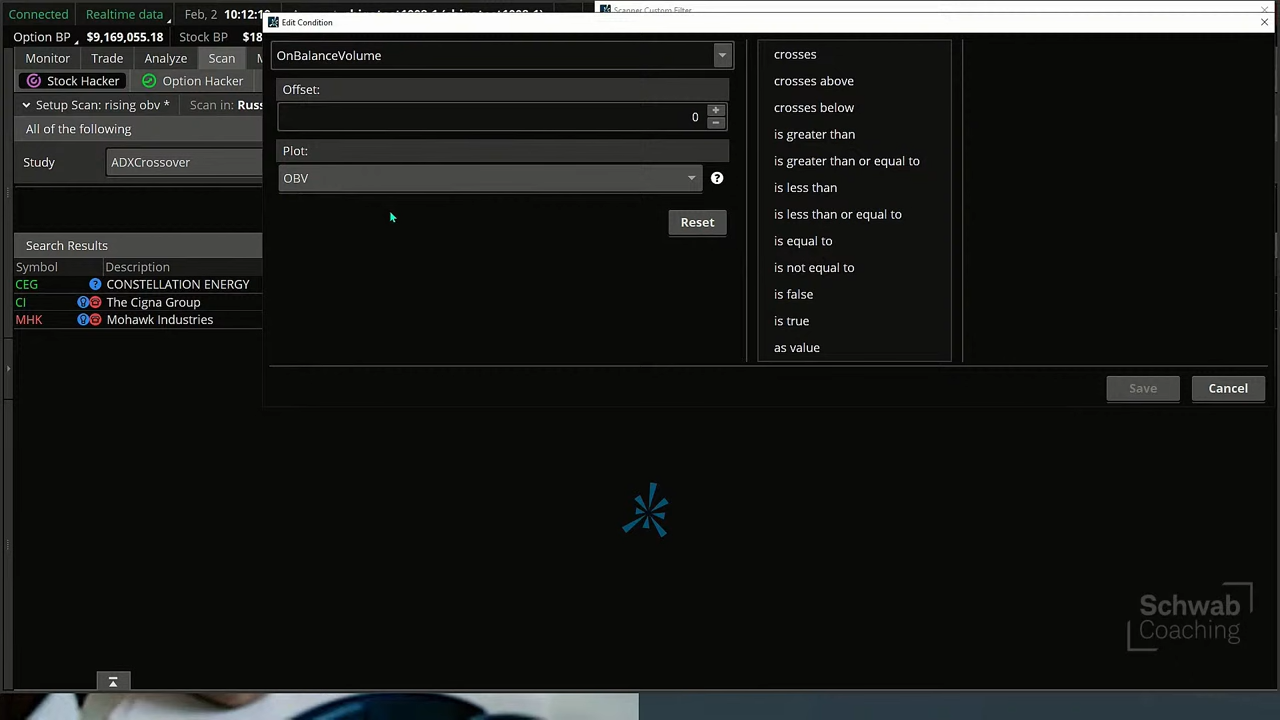 Connected
Realtime data
Feb, 2
Scanner Custom Filter
Edit Condition
Option BP
$9,169,055.18
Stock BP
Monitor
Trade
Analyze
Scan
Stock Hacker
Option Hacker
Setup Scan: rising obv *
Scan in:
All of the following
Study
ADXCrossover
Search Results
Symbol
Description
CEG
CONSTELLATION ENERGY
CI
The Cigna Group
MHK
Mohawk Industries
OnBalanceVolume
Offset:
0
Plot:
OBV
Reset
crosses
crosses above
crosses below
is greater than
is greater than or equal to
is less than
is less than or equal to
is equal to
is not equal to
is false
is true
as value
Save
Cancel
Schwab
Coaching